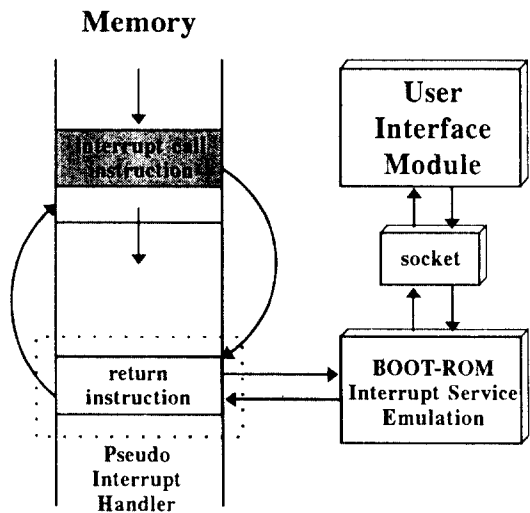 Memory
interrupt call
instruction
return
instruction
Pseudo
Interrupt
Handler
User
Interface
Module
socket
BOOT-ROM
Interrupt Service
Emulation